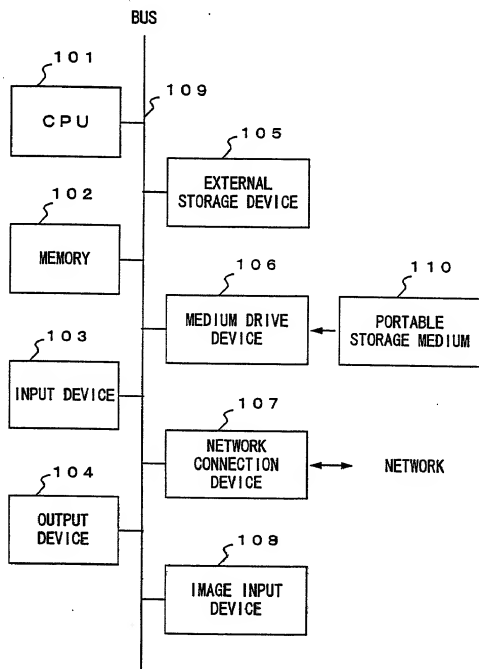 BUS
101
CPU
109
105
EXTERNAL
STORAGE DEVICE
102
MEMORY
106
MEDIUM DRIVE
DEVICE
110
PORTABLE
STORAGE MEDIUM
103
INPUT DEVICE
107
NETWORK
CONNECTION
DEVICE
NETWORK
104
OUTPUT
DEVICE
108
IMAGE INPUT
DEVICE